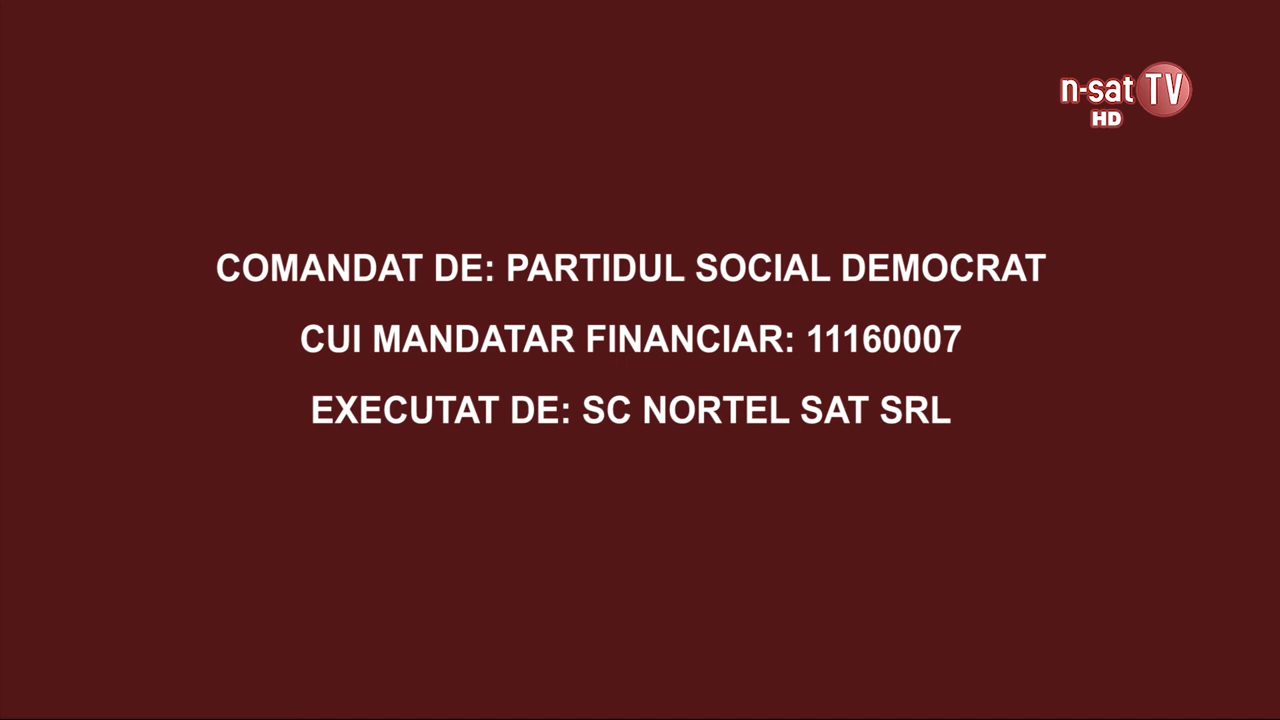 n-sat TV
HD
COMANDAT DE: PARTIDUL SOCIAL DEMOCRAT
CUI MANDATAR FINANCIAR: 11160007
EXECUTAT DE: SC NORTEL SAT SRL